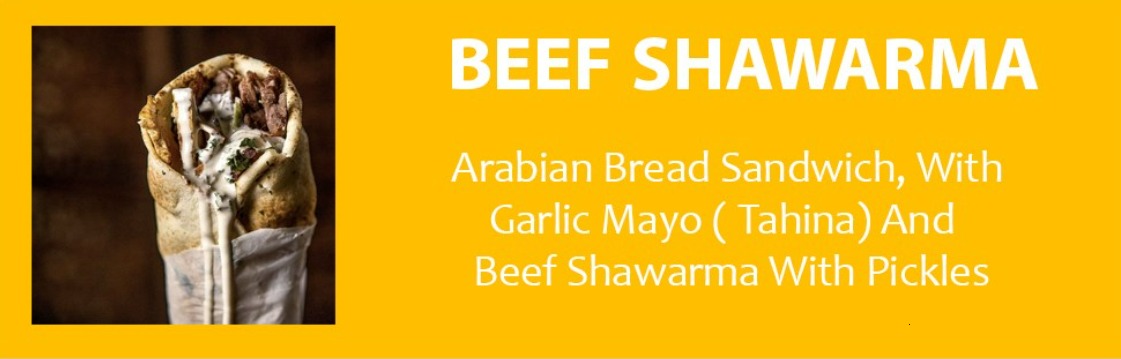 BEEF SHAWARMA
Arabian Bread Sandwich, With
Garlic Mayo ( Tahina) And
Beef Shawarma With Pickles